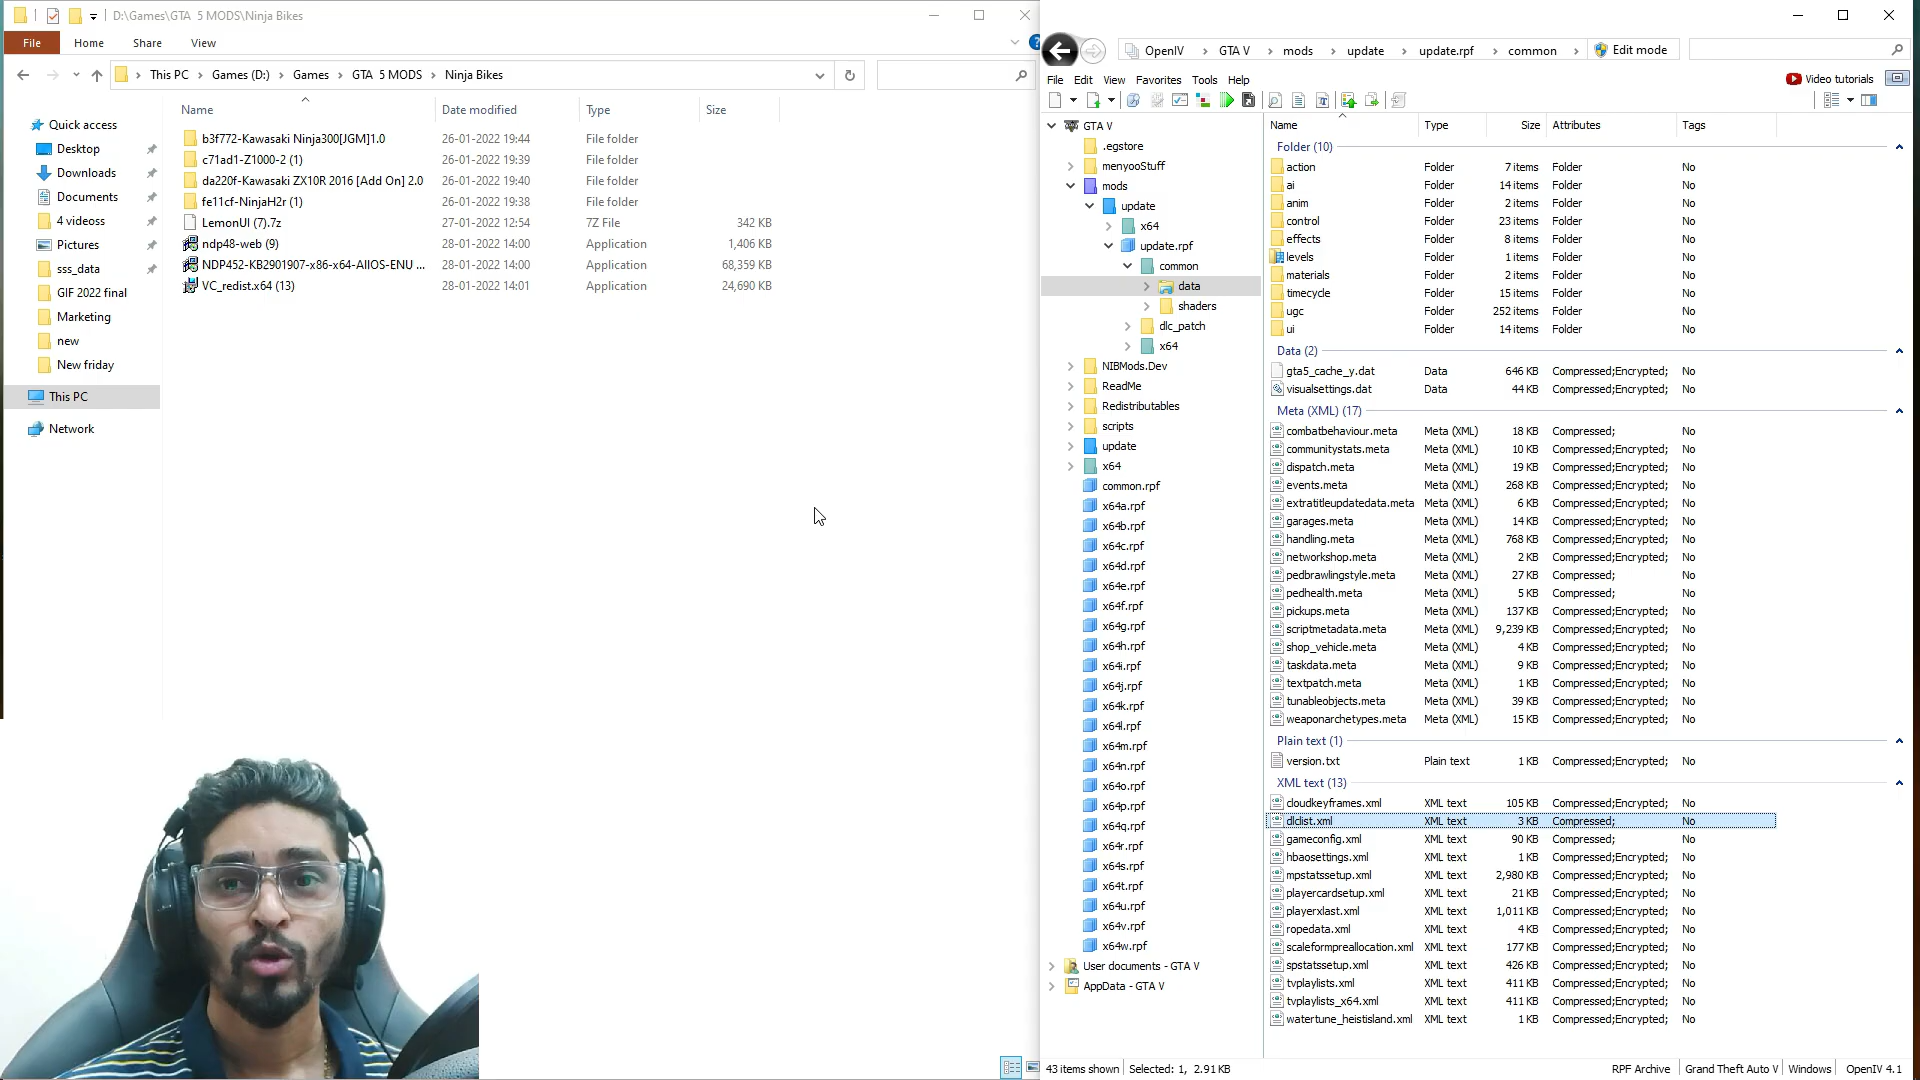 D:\Games\GTA  5 MODS\Ninja Bikes
File Home Share View
This PC Games (D:) Games GTA  5 MODS Ninja Bikes
Name Date modified Type Size
Quick access
Desktop
Downloads
Documents
4 videoss
Pictures
sss_data
GIF 2022 final
Marketing
new
New friday
This PC
Network
b3f772-Kawasaki Ninja300[JGM]1.0 26-01-2022 19:44 File folder
c71ad1-Z1000-2 (1) 26-01-2022 19:39 File folder
da220f-Kawasaki ZX10R 2016 [Add On] 2.0 26-01-2022 19:40 File folder
fe11cf-NinjaH2r (1) 26-01-2022 19:38 File folder
LemonUI (7).7z 27-01-2022 12:54 7Z File 342 KB
ndp48-web (9) 28-01-2022 14:00 Application 1,406 KB
NDP452-KB2901907-x86-x64-AllOS-ENU ... 28-01-2022 14:00 Application 68,359 KB
VC_redist.x64 (13) 28-01-2022 14:01 Application 24,690 KB
OpenIV GTA V mods update update.rpf common Edit mode
File Edit View Favorites Tools Help Video tutorials
GTA V
.egstore
menyooStuff
mods
update
x64
update.rpf
common
data
shaders
dlc_patch
x64
NIBMods.Dev
ReadMe
Redistributables
scripts
update
x64
common.rpf
x64a.rpf
x64b.rpf
x64c.rpf
x64d.rpf
x64e.rpf
x64f.rpf
x64g.rpf
x64h.rpf
x64i.rpf
x64j.rpf
x64k.rpf
x64l.rpf
x64m.rpf
x64n.rpf
x64o.rpf
x64p.rpf
x64q.rpf
x64r.rpf
x64s.rpf
x64t.rpf
x64u.rpf
x64v.rpf
x64w.rpf
User documents - GTA V
AppData - GTA V
Name Type Size Attributes Tags
Folder (10)
action Folder 7 items Folder No
ai Folder 14 items Folder No
anim Folder 2 items Folder No
control Folder 23 items Folder No
effects Folder 8 items Folder No
levels Folder 1 items Folder No
materials Folder 2 items Folder No
timecycle Folder 15 items Folder No
ugc Folder 252 items Folder No
ui Folder 14 items Folder No
Data (2)
gta5_cache_y.dat Data 646 KB Compressed;Encrypted; No
visualsettings.dat Data 44 KB Compressed;Encrypted; No
Meta (XML) (17)
combatbehaviour.meta Meta (XML) 18 KB Compressed; No
communitystats.meta Meta (XML) 10 KB Compressed;Encrypted; No
dispatch.meta Meta (XML) 19 KB Compressed;Encrypted; No
events.meta Meta (XML) 268 KB Compressed;Encrypted; No
extratitleupdatedata.meta Meta (XML) 6 KB Compressed;Encrypted; No
garages.meta Meta (XML) 14 KB Compressed;Encrypted; No
handling.meta Meta (XML) 768 KB Compressed;Encrypted; No
networkshop.meta Meta (XML) 2 KB Compressed;Encrypted; No
pedbrawlingstyle.meta Meta (XML) 27 KB Compressed; No
pedhealth.meta Meta (XML) 5 KB Compressed; No
pickups.meta Meta (XML) 137 KB Compressed;Encrypted; No
scriptmetadata.meta Meta (XML) 9,239 KB Compressed;Encrypted; No
shop_vehicle.meta Meta (XML) 4 KB Compressed;Encrypted; No
taskdata.meta Meta (XML) 9 KB Compressed;Encrypted; No
textpatch.meta Meta (XML) 1 KB Compressed;Encrypted; No
tunableobjects.meta Meta (XML) 39 KB Compressed;Encrypted; No
weaponarchetypes.meta Meta (XML) 15 KB Compressed;Encrypted; No
Plain text (1)
version.txt Plain text 1 KB Compressed;Encrypted; No
XML text (13)
cloudkeyframes.xml XML text 105 KB Compressed;Encrypted; No
dlclist.xml XML text 3 KB Compressed; No
gameconfig.xml XML text 90 KB Compressed; No
hbaosettings.xml XML text 1 KB Compressed;Encrypted; No
mpstatssetup.xml XML text 2,980 KB Compressed;Encrypted; No
playercardsetup.xml XML text 21 KB Compressed;Encrypted; No
playerxlast.xml XML text 1,011 KB Compressed;Encrypted; No
ropedata.xml XML text 4 KB Compressed;Encrypted; No
scaleformpreallocation.xml XML text 177 KB Compressed;Encrypted; No
spstatssetup.xml XML text 426 KB Compressed;Encrypted; No
tvplaylists.xml XML text 411 KB Compressed;Encrypted; No
tvplaylists_x64.xml XML text 411 KB Compressed;Encrypted; No
watertune_heistisland.xml XML text 1 KB Compressed;Encrypted; No
43 items shown Selected: 1,  2.91 KB RPF Archive Grand Theft Auto V Windows OpenIV 4.1